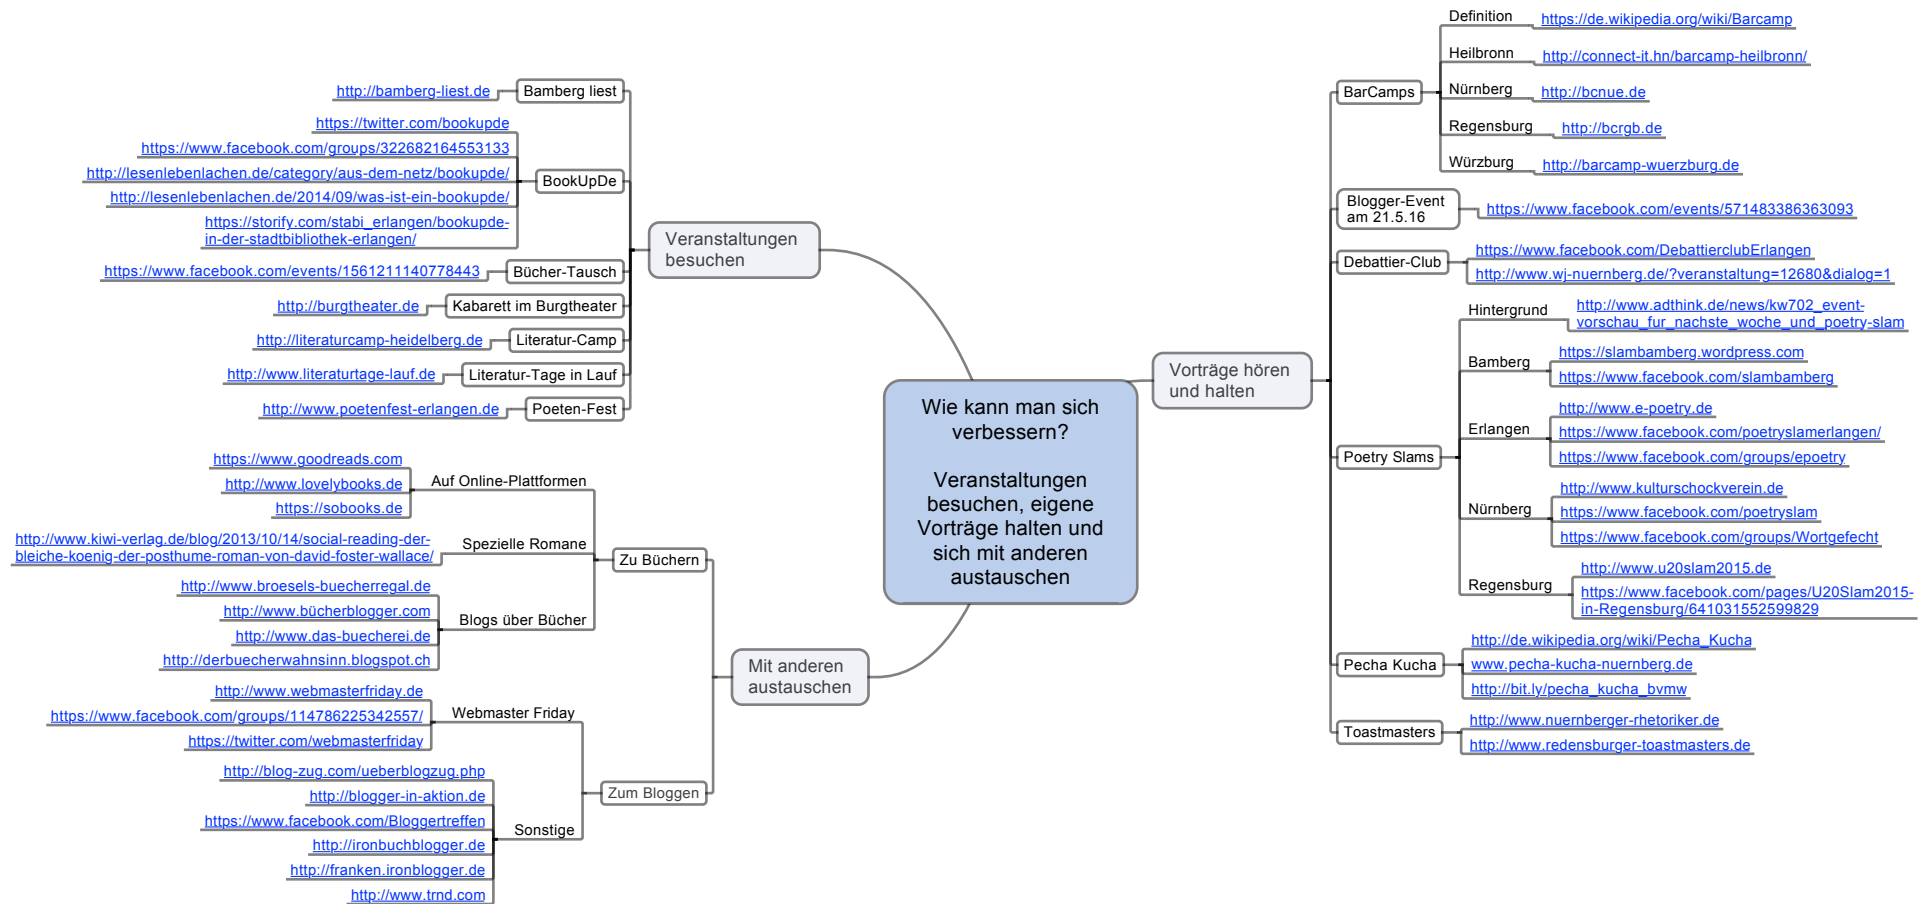 Wie kann man sich
verbessern?
Veranstaltungen
besuchen, eigene
Vorträge halten und
sich mit anderen
austauschen
Vorträge hören
und halten
BarCamps
Definition
https://de.wikipedia.org/wiki/Barcamp
Heilbronn
http://connect-it.hn/barcamp-heilbronn/
Nürnberg
http://bcnue.de
Regensburg
http://bcrgb.de
Würzburg
http://barcamp-wuerzburg.de
Blogger-Event
am 21.5.16
https://www.facebook.com/events/571483386363093
Debattier-Club
https://www.facebook.com/DebattierclubErlangen
http://www.wj-nuernberg.de/?veranstaltung=12680&dialog=1
Poetry Slams
Hintergrund
http://www.adthink.de/news/kw702_event-
vorschau_fur_nachste_woche_und_poetry-slam
Bamberg
https://slambamberg.wordpress.com
https://www.facebook.com/slambamberg
Erlangen
http://www.e-poetry.de
https://www.facebook.com/poetryslamerlangen/
https://www.facebook.com/groups/epoetry
Nürnberg
http://www.kulturschockverein.de
https://www.facebook.com/poetryslam
https://www.facebook.com/groups/Wortgefecht
Regensburg
http://www.u20slam2015.de
https://www.facebook.com/pages/U20Slam2015-
in-Regensburg/641031552599829
Pecha Kucha
http://de.wikipedia.org/wiki/Pecha_Kucha
www.pecha-kucha-nuernberg.de
http://bit.ly/pecha_kucha_bvmw
Toastmasters
http://www.nuernberger-rhetoriker.de
http://www.redensburger-toastmasters.de
Veranstaltungen
besuchen
Bamberg liest
http://bamberg-liest.de
BookUpDe
https://twitter.com/bookupde
https://www.facebook.com/groups/322682164553133
http://lesenlebenlachen.de/category/aus-dem-netz/bookupde/
http://lesenlebenlachen.de/2014/09/was-ist-ein-bookupde/
https://storify.com/stabi_erlangen/bookupde-
in-der-stadtbibliothek-erlangen/
Bücher-Tausch
https://www.facebook.com/events/1561211140778443
Kabarett im Burgtheater
http://burgtheater.de
Literatur-Camp
http://literaturcamp-heidelberg.de
Literatur-Tage in Lauf
http://www.literaturtage-lauf.de
Poeten-Fest
http://www.poetenfest-erlangen.de
Mit anderen
austauschen
Zu Büchern
Auf Online-Plattformen
https://www.goodreads.com
http://www.lovelybooks.de
https://sobooks.de
Spezielle Romane
http://www.kiwi-verlag.de/blog/2013/10/14/social-reading-der-
bleiche-koenig-der-posthume-roman-von-david-foster-wallace/
Blogs über Bücher
http://www.broesels-buecherregal.de
http://www.bücherblogger.com
http://www.das-buecherei.de
http://derbuecherwahnsinn.blogspot.ch
Zum Bloggen
Webmaster Friday
http://www.webmasterfriday.de
https://www.facebook.com/groups/114786225342557/
https://twitter.com/webmasterfriday
Sonstige
http://blog-zug.com/ueberblogzug.php
http://blogger-in-aktion.de
https://www.facebook.com/Bloggertreffen
http://ironbuchblogger.de
http://franken.ironblogger.de
http://www.trnd.com